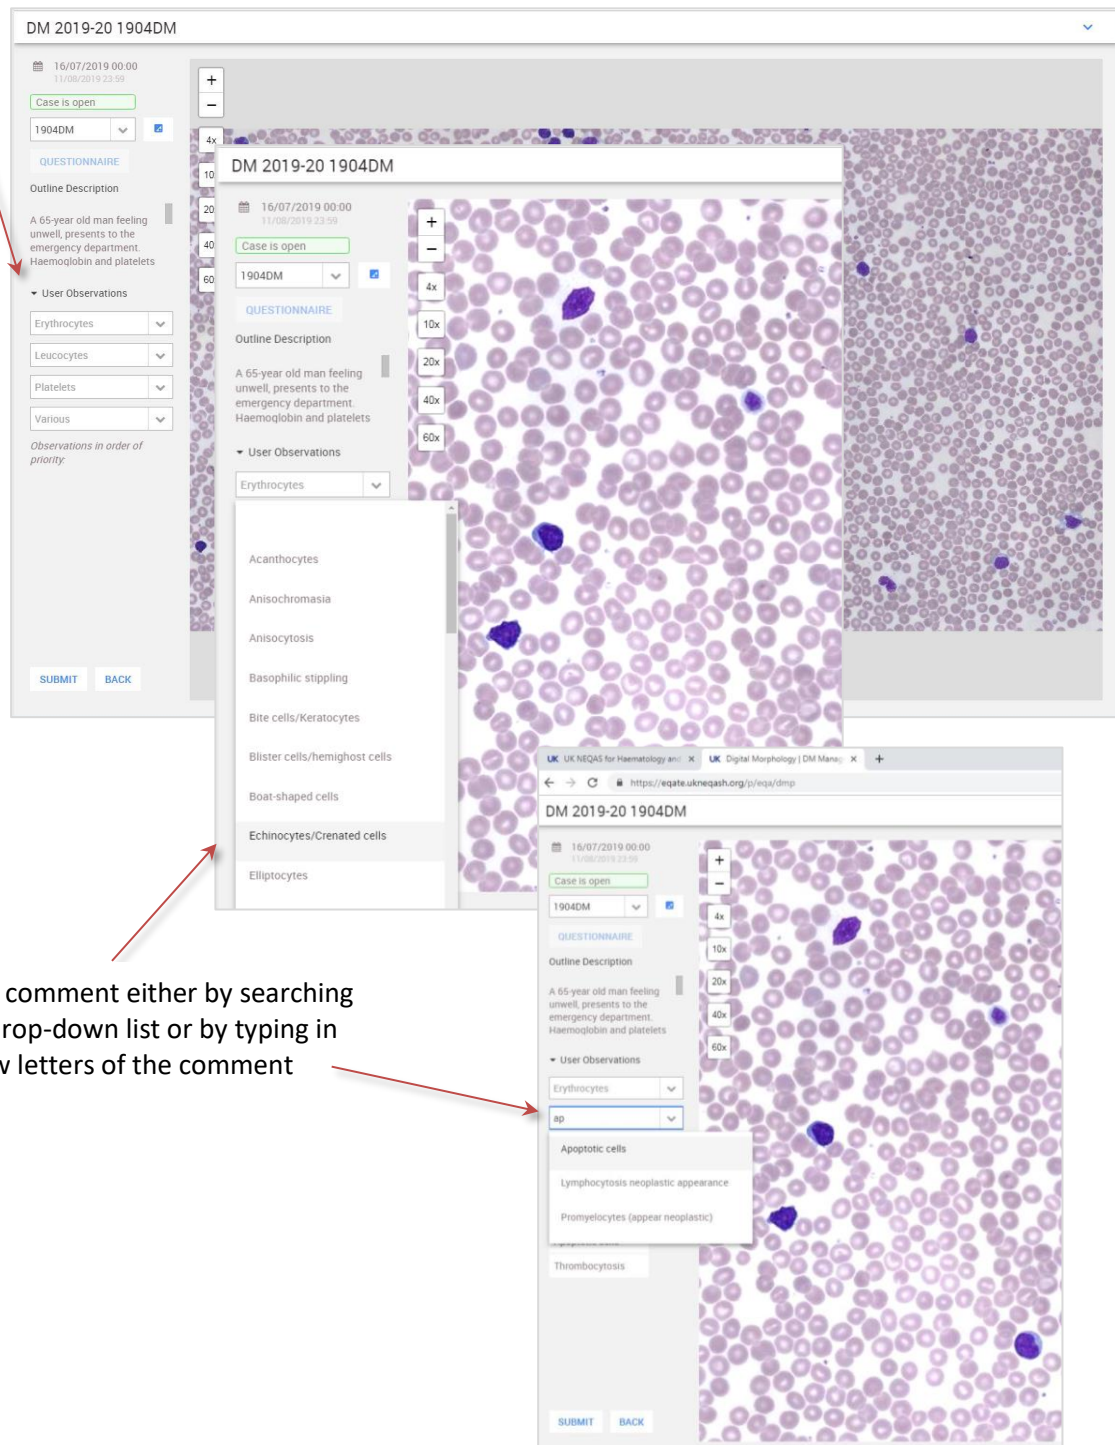 DM 2019-20 1904DM
16/07/2019 00:00
11/08/2019 23:59
Case is open
1904DM
QUESTIONNAIRE
Outline Description
A 65-year old man feeling
unwell, presents to the
emergency department.
Haemoglobin and platelets
User Observations
Erythrocytes
Leucocytes
Platelets
Various
Observations in order of
priority:
SUBMIT BACK
+
−
4x
10
20
40
60
DM 2019-20 1904DM
16/07/2019 00:00
11/08/2019 23:59
Case is open
1904DM
QUESTIONNAIRE
Outline Description
A 65-year old man feeling
unwell, presents to the
emergency department.
Haemoglobin and platelets
User Observations
Erythrocytes
Acanthocytes
Anisochromasia
Anisocytosis
Basophilic stippling
Bite cells/Keratocytes
Blister cells/hemighost cells
Boat-shaped cells
Echinocytes/Crenated cells
Elliptocytes
+
−
4x
10x
20x
40x
60x
comment either by searching
rop-down list or by typing in
w letters of the comment
UK UK NEQAS for Haematology and × UK Digital Morphology | DM Manag × +
https://eqate.ukneqash.org/p/eqa/dmp
DM 2019-20 1904DM
16/07/2019 00:00
11/08/2019 23:59
Case is open
1904DM
QUESTIONNAIRE
Outline Description
A 65-year old man feeling
unwell, presents to the
emergency department.
Haemoglobin and platelets
User Observations
Erythrocytes
ap
Apoptotic cells
Lymphocytosis neoplastic appearance
Promyelocytes (appear neoplastic)
Thrombocytosis
SUBMIT BACK
+
−
4x
10x
20x
40x
60x